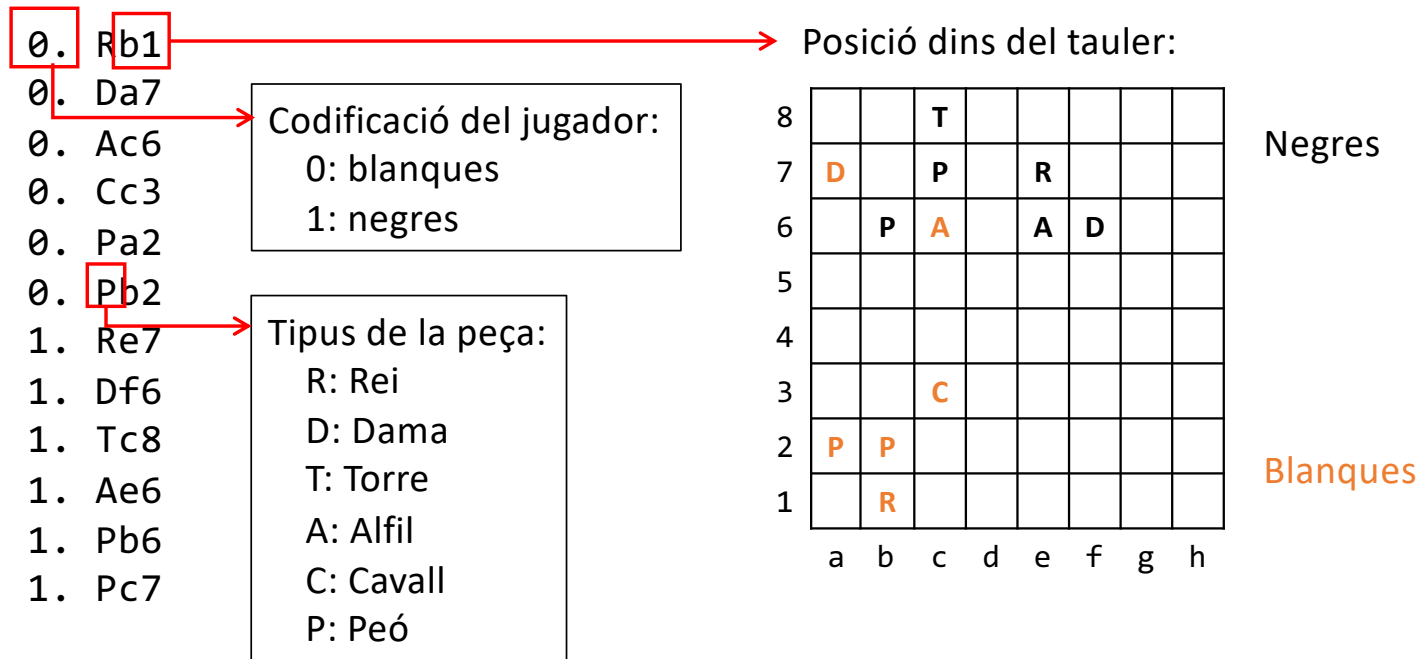 0. Rb1
0. Da7
0. Ac6
0. Cc3
0. Pa2
0. Pb2
1. Re7
1. Df6
1. Tc8
1. Ae6
1. Pb6
1. Pc7
Codificació del jugador:
0: blanques
1: negres
Tipus de la peça:
R: Rei
D: Dama
T: Torre
A: Alfil
C: Cavall
P: Peó
Posició dins del tauler:
8 T
7 D P R
6 P A A D
5
4
3 C
2 P P
1 R
a b c d e f g h
Negres
Blanques